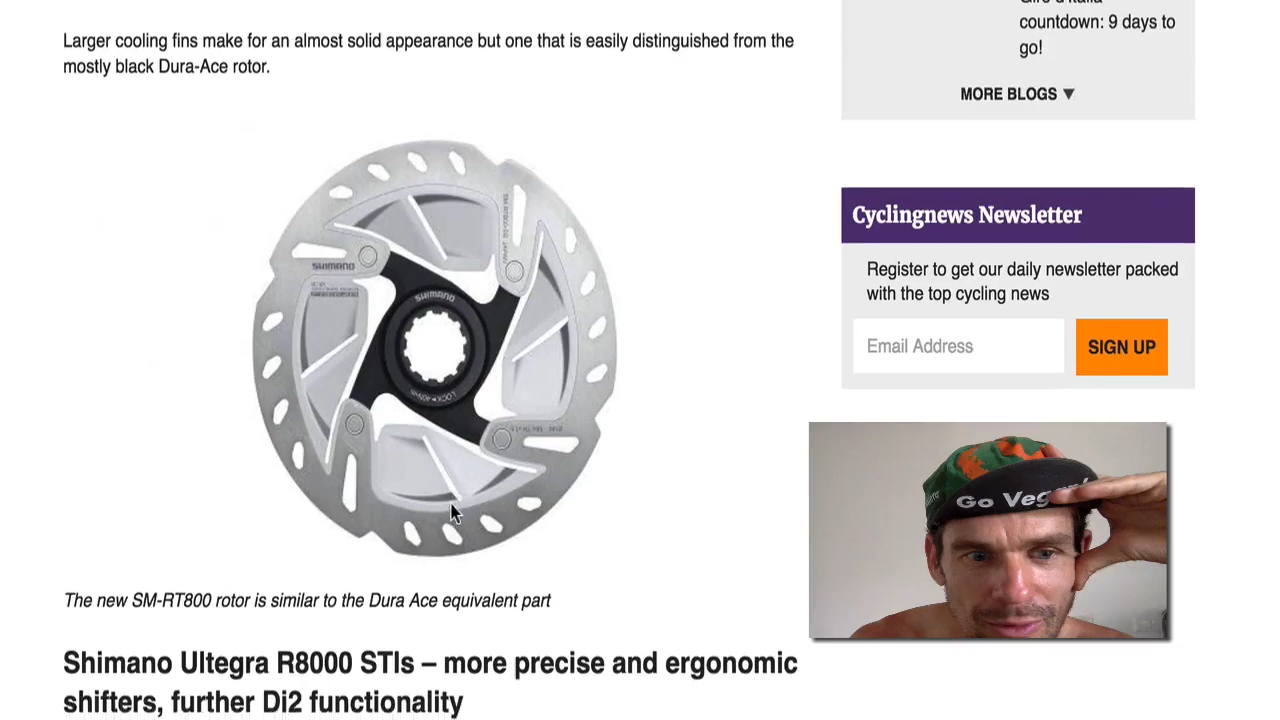 Larger cooling fins make for an almost solid appearance but one that is easily distinguished from the
mostly black Dura-Ace rotor.
SHIMANO
SHIMANO
The new SM-RT800 rotor is similar to the Dura Ace equivalent part
Shimano Ultegra R8000 STIs – more precise and ergonomic
shifters, further Di2 functionality
countdown: 9 days to
go!
MORE BLOGS ▼
Cyclingnews Newsletter
Register to get our daily newsletter packed
with the top cycling news
Email Address
SIGN UP
Go Vegan!